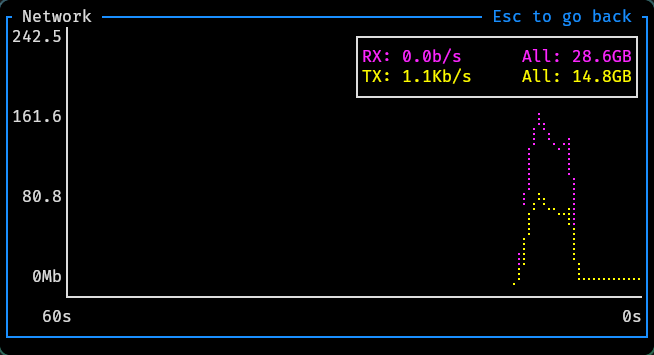 Network Esc to go back
242.5
RX: 0.0b/s All: 28.6GB
TX: 1.1Kb/s All: 14.8GB
161.6
80.8
0Mb
60s 0s